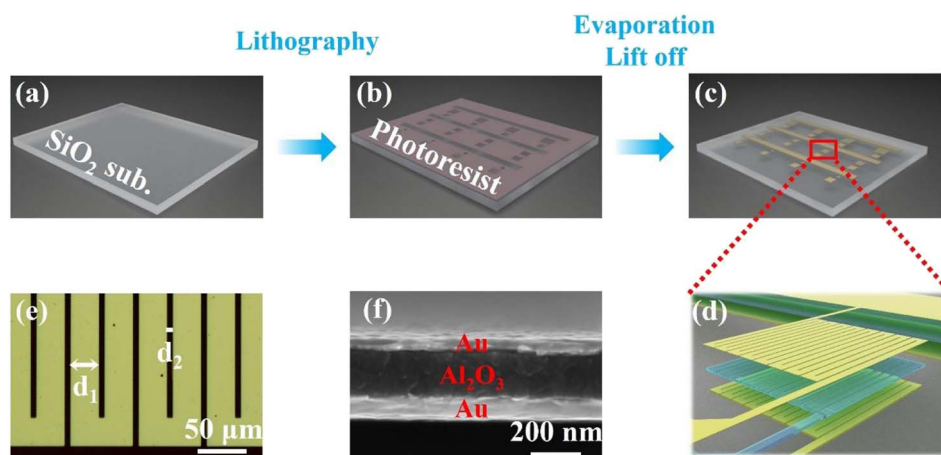 Lithography
Evaporation
Lift off
(a)
SiO₂ sub.
(b)
Photoresist
(c)
(e)
d₁
d₂
50 μm
(f)
Au
Al₂O₃
Au
200 nm
(d)